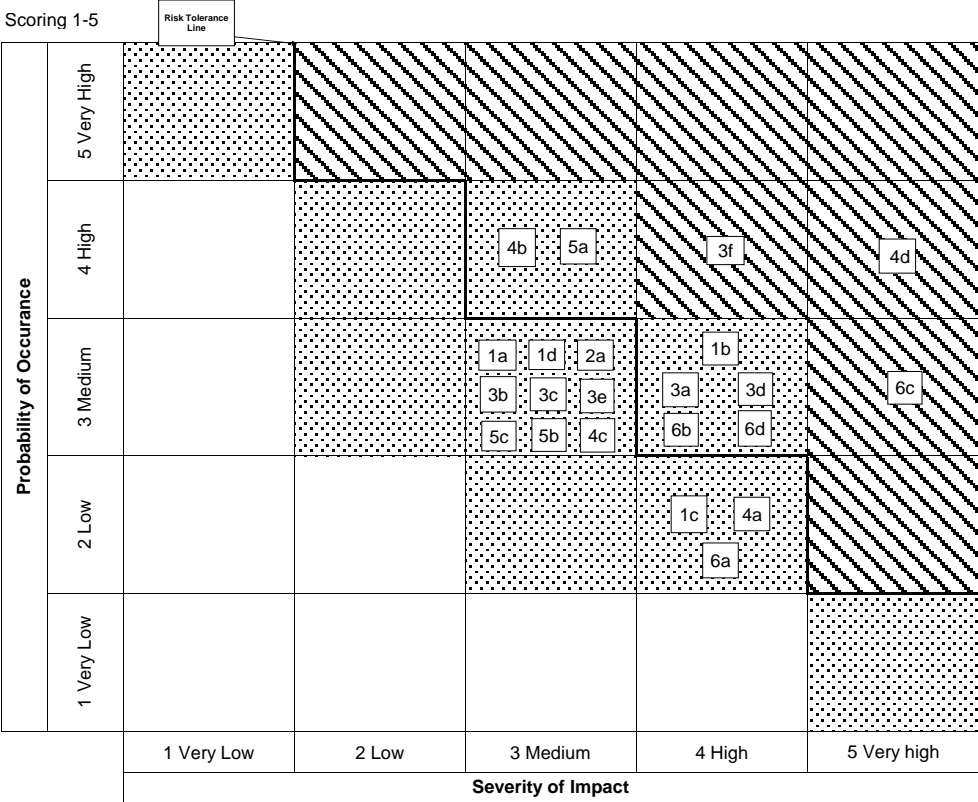 Scoring 1-5
Risk Tolerance
Line
Probability of Occurance
5 Very High
4 High
4b 5a 3f 4d
3 Medium
1a 1d 2a 1b
3b 3c 3e 3a 3d 6c
5c 5b 4c 6b 6d
2 Low
1c 4a
6a
1 Very Low
1 Very Low 2 Low 3 Medium 4 High 5 Very high
Severity of Impact